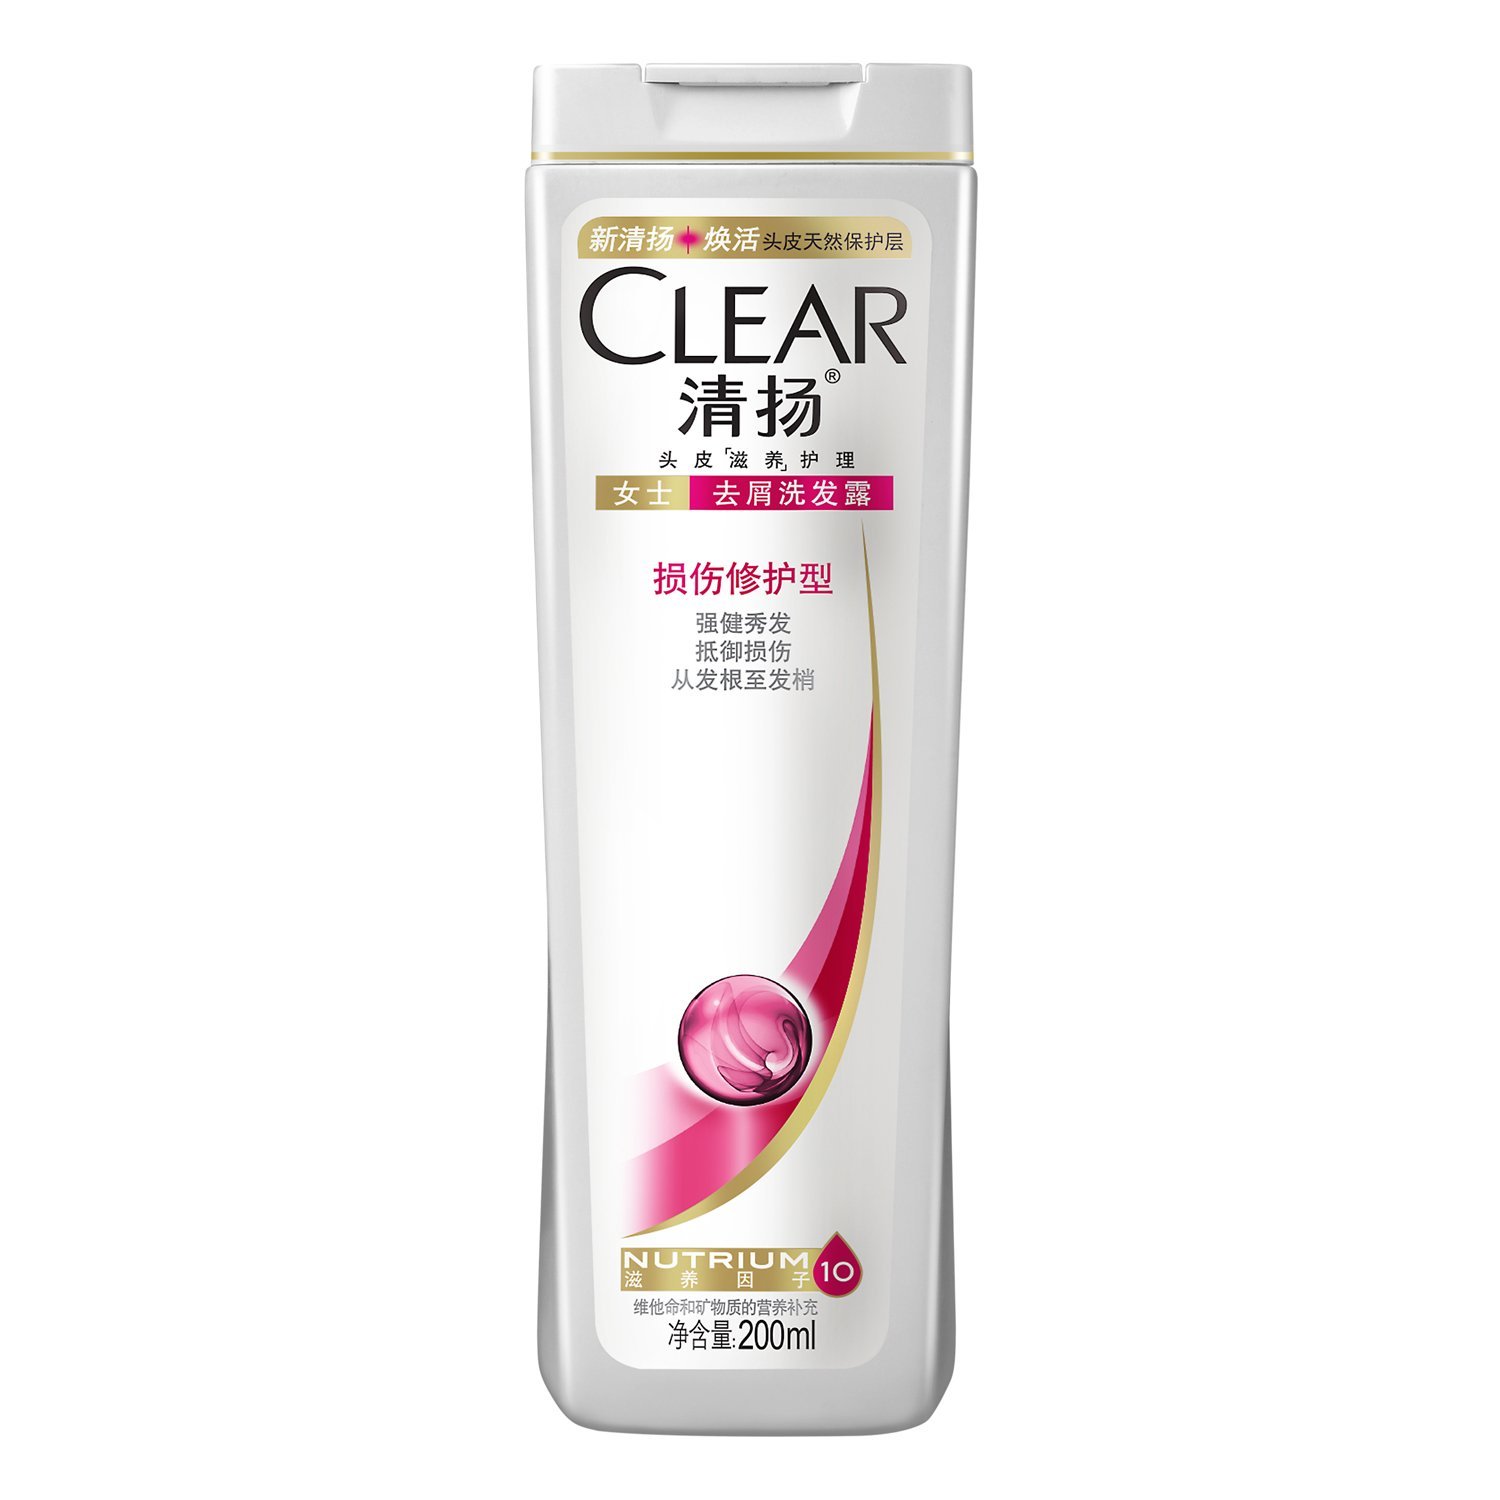 新清扬 焕活 头皮天然保护层
CLEAR
清扬®
头皮「滋养」护理
女士 去屑洗发露
损伤修护型
强健秀发
抵御损伤
从发根至发梢
NUTRIUM 10
滋养因子
维他命和矿物质的营养补充
净含量:200ml